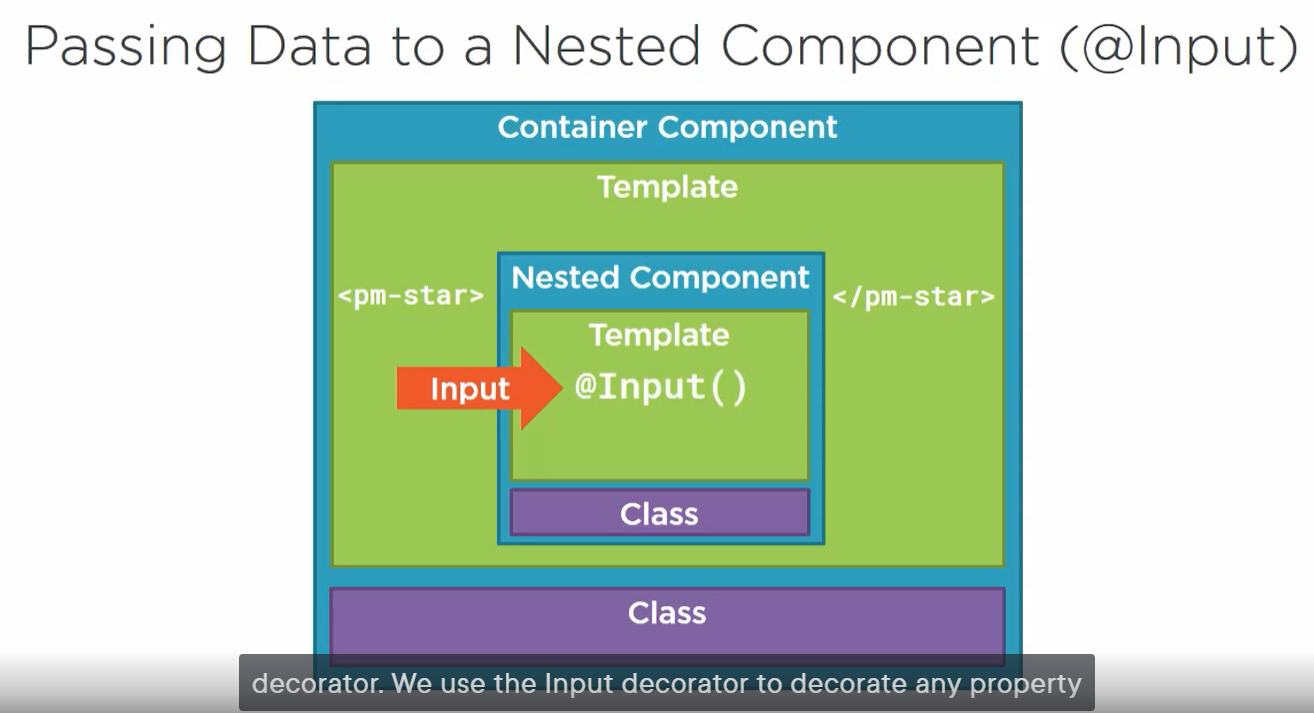 Passing Data to a Nested Component (@Input)
Container Component
Template
Nested Component
<pm-star>
</pm-star>
Template
Input
@Input()
Class
Class
decorator. We use the Input decorator to decorate any property